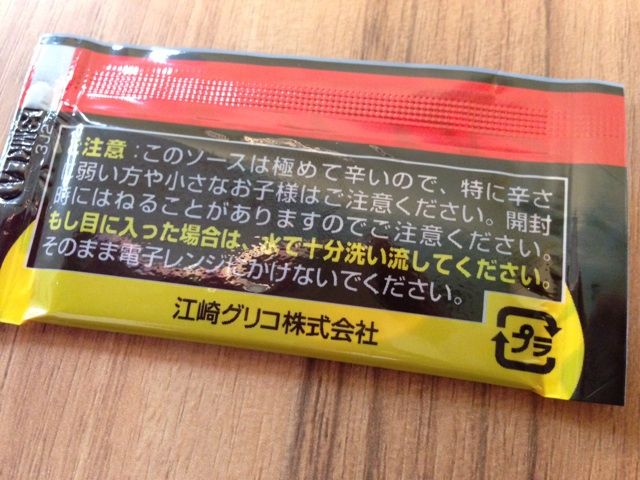 ご注意：このソースは極めて辛いので、特に辛さ
に弱い方や小さなお子様はご注意ください。開封
時にはねることがありますのでご注意ください。
もし目に入った場合は、水で十分洗い流してください。
そのまま電子レンジにかけないでください。
江崎グリコ株式会社
プラ